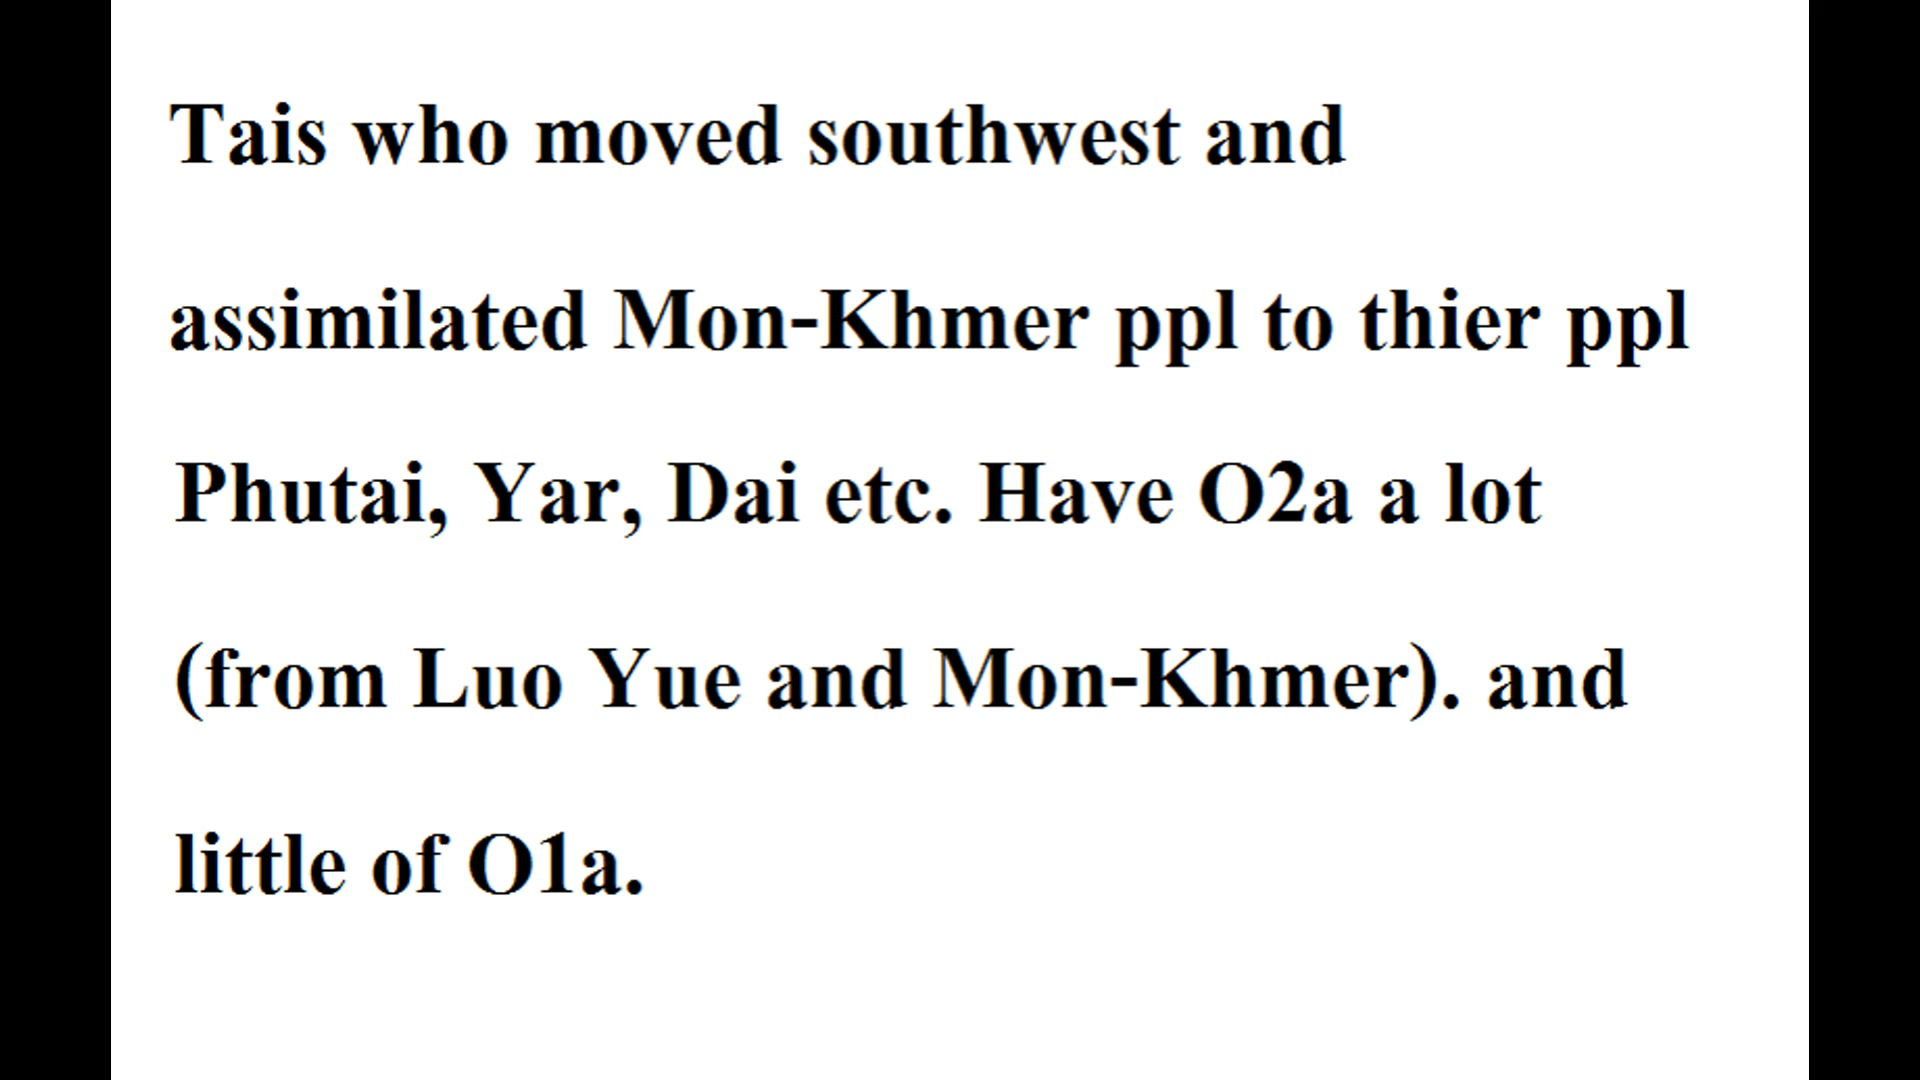 Tais who moved southwest and
assimilated Mon-Khmer ppl to thier ppl
Phutai, Yar, Dai etc. Have O2a a lot
(from Luo Yue and Mon-Khmer). and
little of O1a.